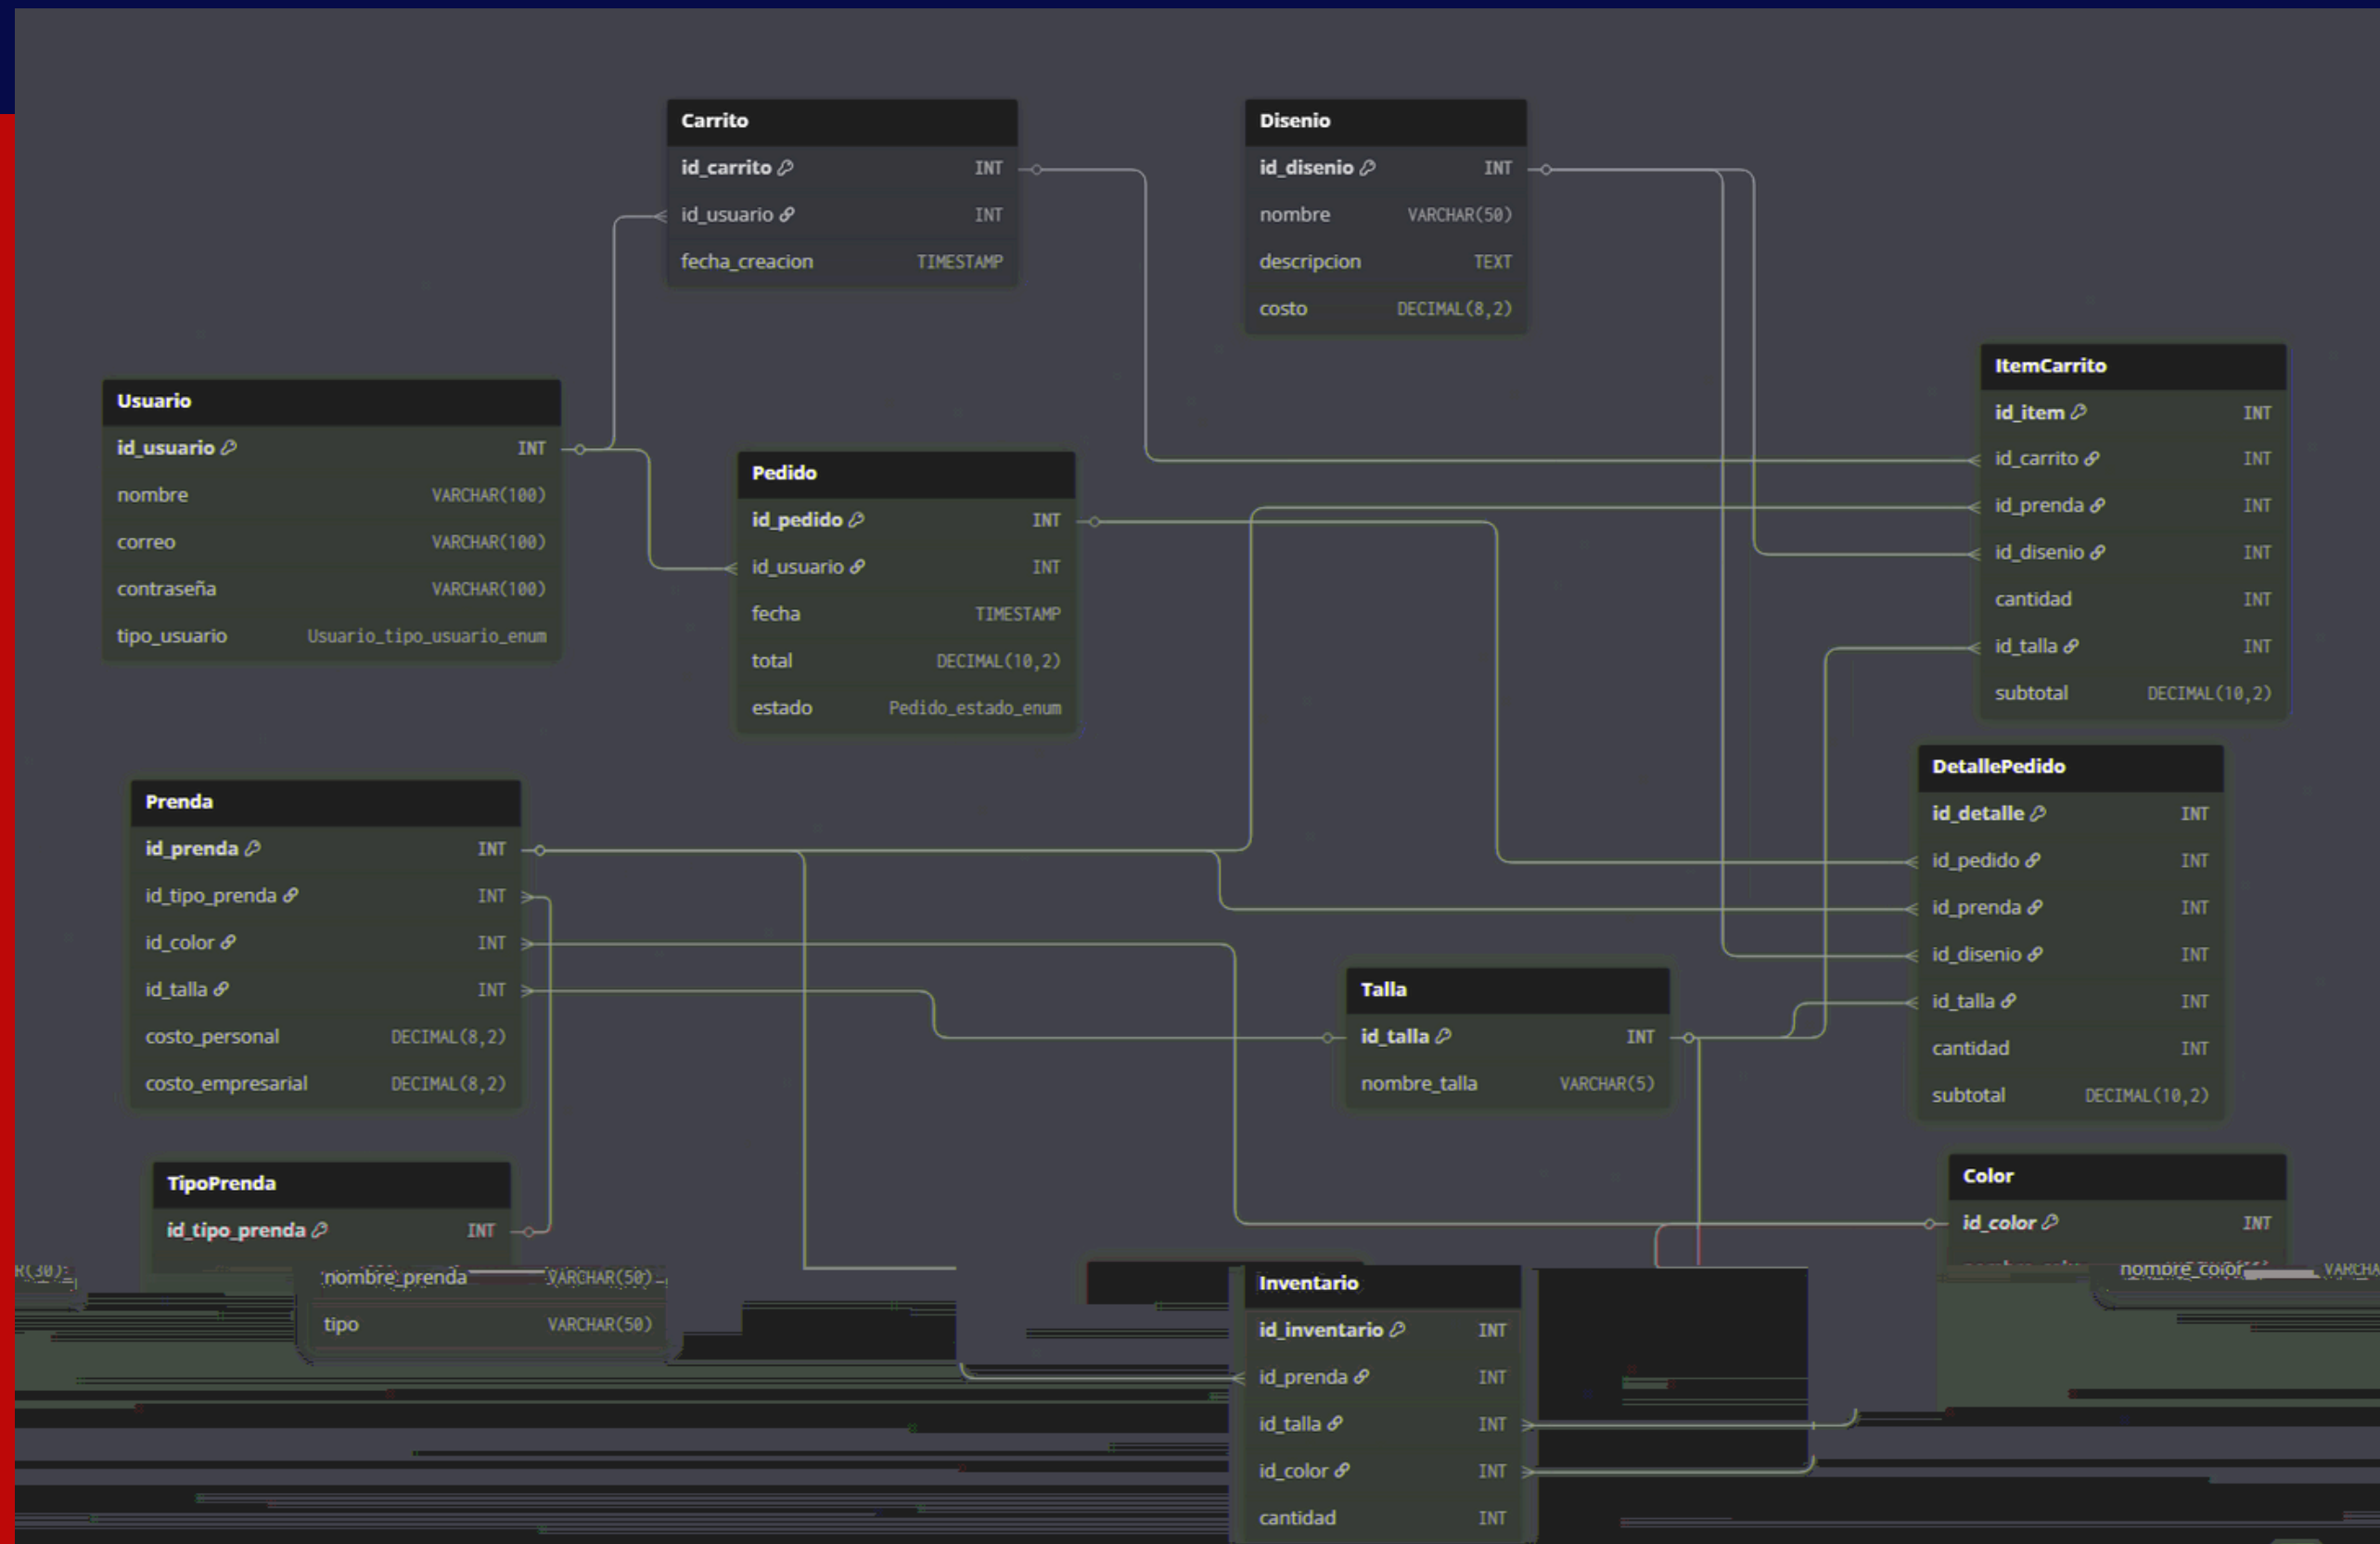 Carrito
id_carrito INT
id_usuario INT
fecha_creacion TIMESTAMP
Disenio
id_disenio INT
nombre VARCHAR(50)
descripcion TEXT
costo DECIMAL(8,2)
Usuario
id_usuario INT
nombre VARCHAR(100)
correo VARCHAR(100)
contraseña VARCHAR(100)
tipo_usuario Usuario_tipo_usuario_enum
Pedido
id_pedido INT
id_usuario INT
fecha TIMESTAMP
total DECIMAL(10,2)
estado Pedido_estado_enum
ItemCarrito
id_item INT
id_carrito INT
id_prenda INT
id_disenio INT
cantidad INT
id_talla INT
subtotal DECIMAL(10,2)
Prenda
id_prenda INT
id_tipo_prenda INT
id_color INT
id_talla INT
costo_personal DECIMAL(8,2)
costo_empresarial DECIMAL(8,2)
DetallePedido
id_detalle INT
id_pedido INT
id_prenda INT
id_disenio INT
id_talla INT
cantidad INT
subtotal DECIMAL(10,2)
Talla
id_talla INT
nombre_talla VARCHAR(5)
TipoPrenda
id_tipo_prenda INT
nombre_prenda VARCHAR(50)
tipo VARCHAR(50)
Color
id_color INT
nombre_color
R(30)
Inventario
id_inventario INT
id_prenda INT
id_talla INT
id_color INT
cantidad INT